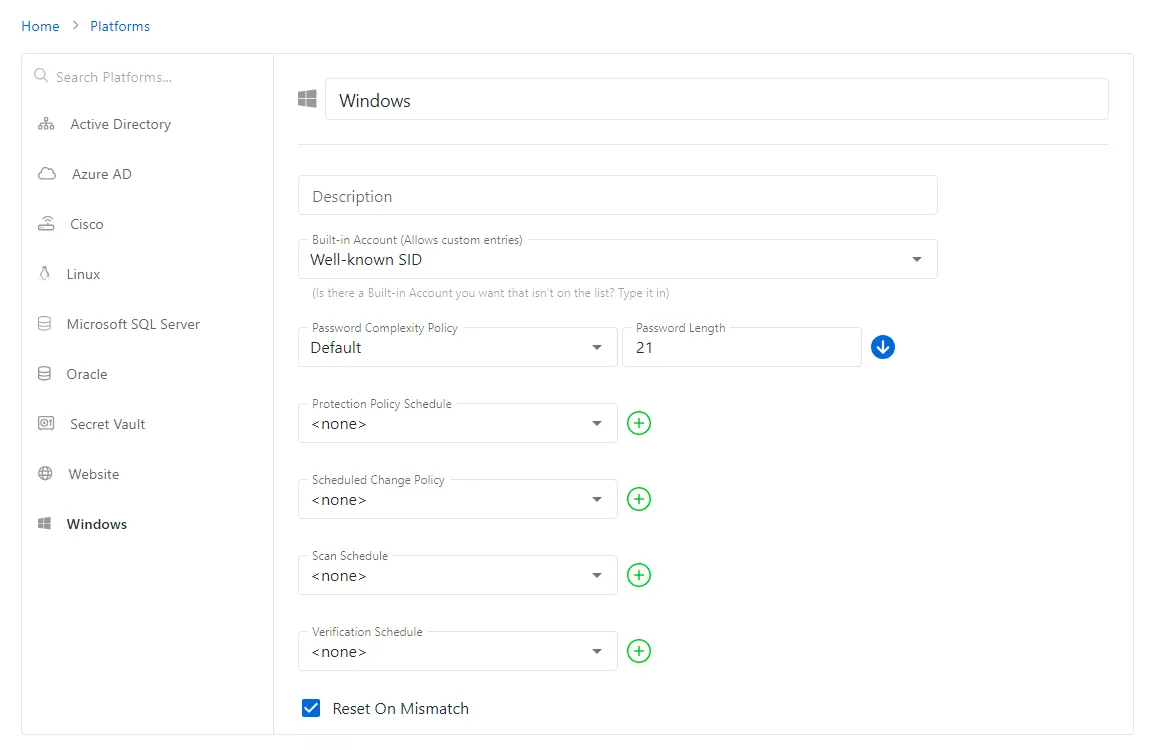 Home > Platforms
Search Platforms...
Active Directory
Azure AD
Cisco
Linux
Microsoft SQL Server
Oracle
Secret Vault
Website
Windows
Windows
Description
Built-in Account (Allows custom entries)
Well-known SID
(Is there a Built-in Account you want that isn't on the list? Type it in)
Password Complexity Policy
Default
Password Length
21
Protection Policy Schedule
<none>
Scheduled Change Policy
<none>
Scan Schedule
<none>
Verification Schedule
<none>
Reset On Mismatch